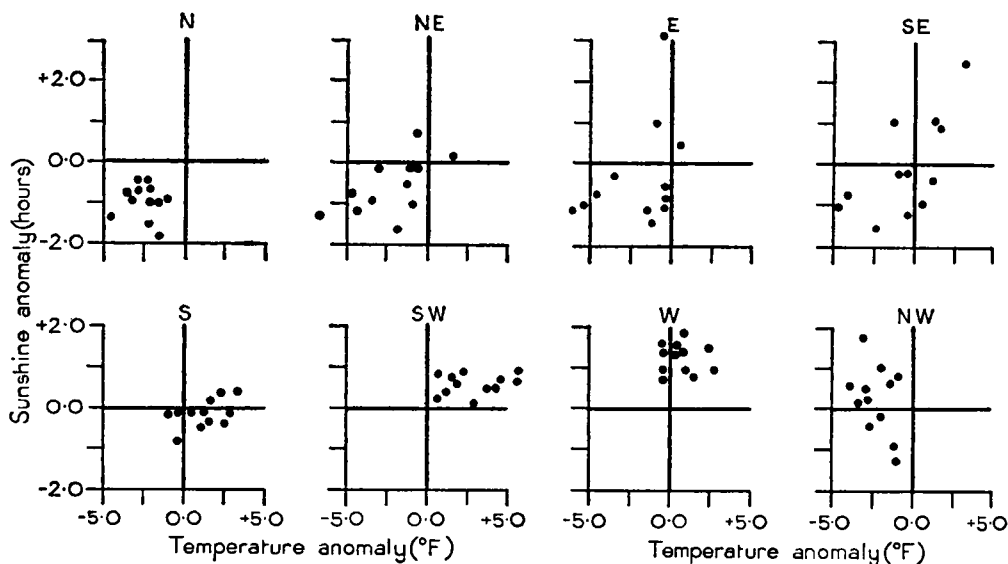 N NE E SE
+2·0
0·0
-2·0
S SW W NW
+2·0
0·0
-2·0
-5·0 0·0 +5·0 -5·0 0·0 +5·0 -5·0 0·0 +5·0 -5·0 0·0 +5·0
Temperature anomaly(°F) Temperature anomaly(°F)
Sunshine anomaly(hours)